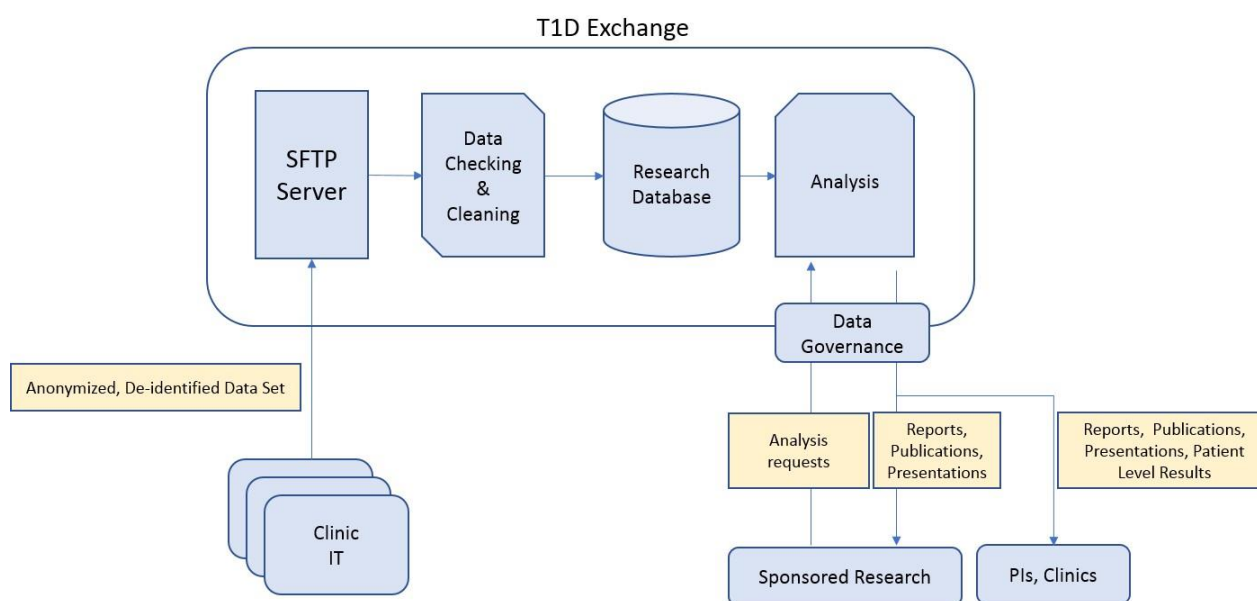 T1D Exchange
SFTP
Server
Data
Checking
&
Cleaning
Research
Database
Analysis
Data
Governance
Anonymized, De-identified Data Set
Analysis
requests
Reports,
Publications,
Presentations
Reports, Publications,
Presentations, Patient
Level Results
Clinic
IT
Sponsored Research
PIs, Clinics